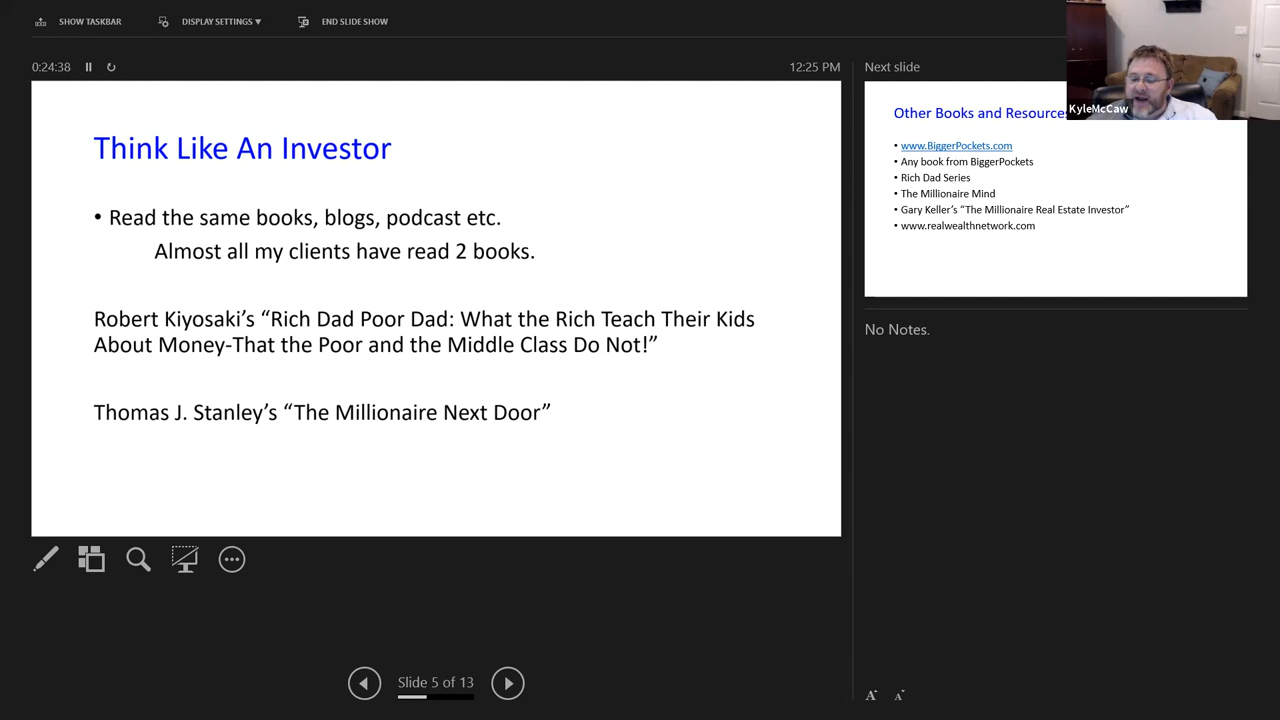 SHOW TASKBAR
DISPLAY SETTINGS ▼
END SLIDE SHOW
0:24:38
12:25 PM
Think Like An Investor
• Read the same books, blogs, podcast etc.
Almost all my clients have read 2 books.
Robert Kiyosaki’s “Rich Dad Poor Dad: What the Rich Teach Their Kids
About Money-That the Poor and the Middle Class Do Not!”
Thomas J. Stanley’s “The Millionaire Next Door”
Slide 5 of 13
Next slide
KyleMcCaw
Other Books and Resources
• www.BiggerPockets.com
• Any book from BiggerPockets
• Rich Dad Series
• The Millionaire Mind
• Gary Keller’s “The Millionaire Real Estate Investor”
• www.realwealthnetwork.com
No Notes.
A A